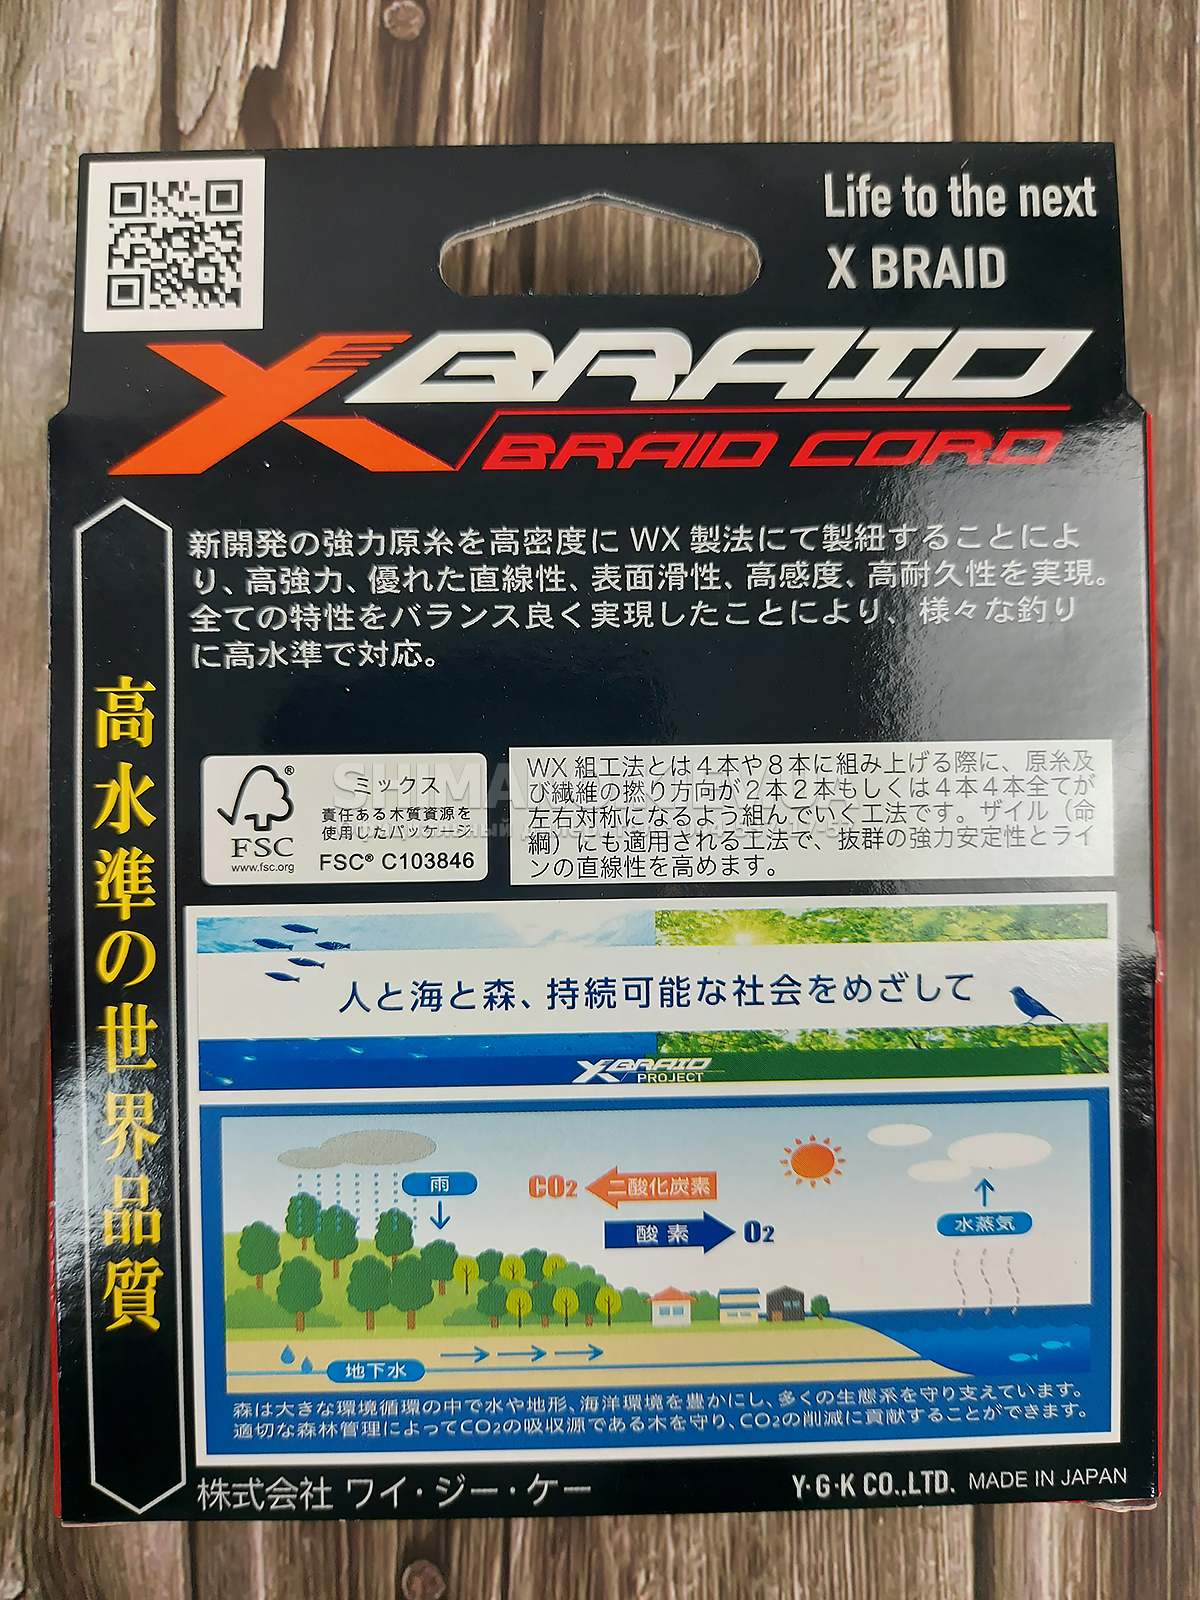 Life to the next
X BRAID
XBRAID
BRAID CORD
新開発の強力原糸を高密度に WX 製法にて製紐することによ
り、高強力、優れた直線性、表面滑性、高感度、高耐久性を実現。
全ての特性をバランス良く実現したことにより、様々な釣り
に高水準で対応。
高水準の世界品質
FSC
www.fsc.org
ミックス
責任ある木質資源を
使用したパッケージ
FSC® C103846
WX 組工法とは4本や8本に組み上げる際に、原糸及
び繊維の撚り方向が2本2本もしくは4本4本全てが
左右対称になるよう組んでいく工法です。ザイル(命
綱)にも適用される工法で、抜群の強力安定性とライ
ンの直線性を高めます。
人と海と森、持続可能な社会をめざして
XBRAID
PROJECT
雨
CO2 二酸化炭素
酸素 O2
水蒸気
地下水
森は大きな環境循環の中で水や地形、海洋環境を豊かにし、多くの生態系を守り支えています。
適切な森林管理によってCO2の吸収源である木を守り、CO2の削減に貢献することができます。
株式会社 ワイ・ジー・ケー
Y·G·K CO.,LTD. MADE IN JAPAN